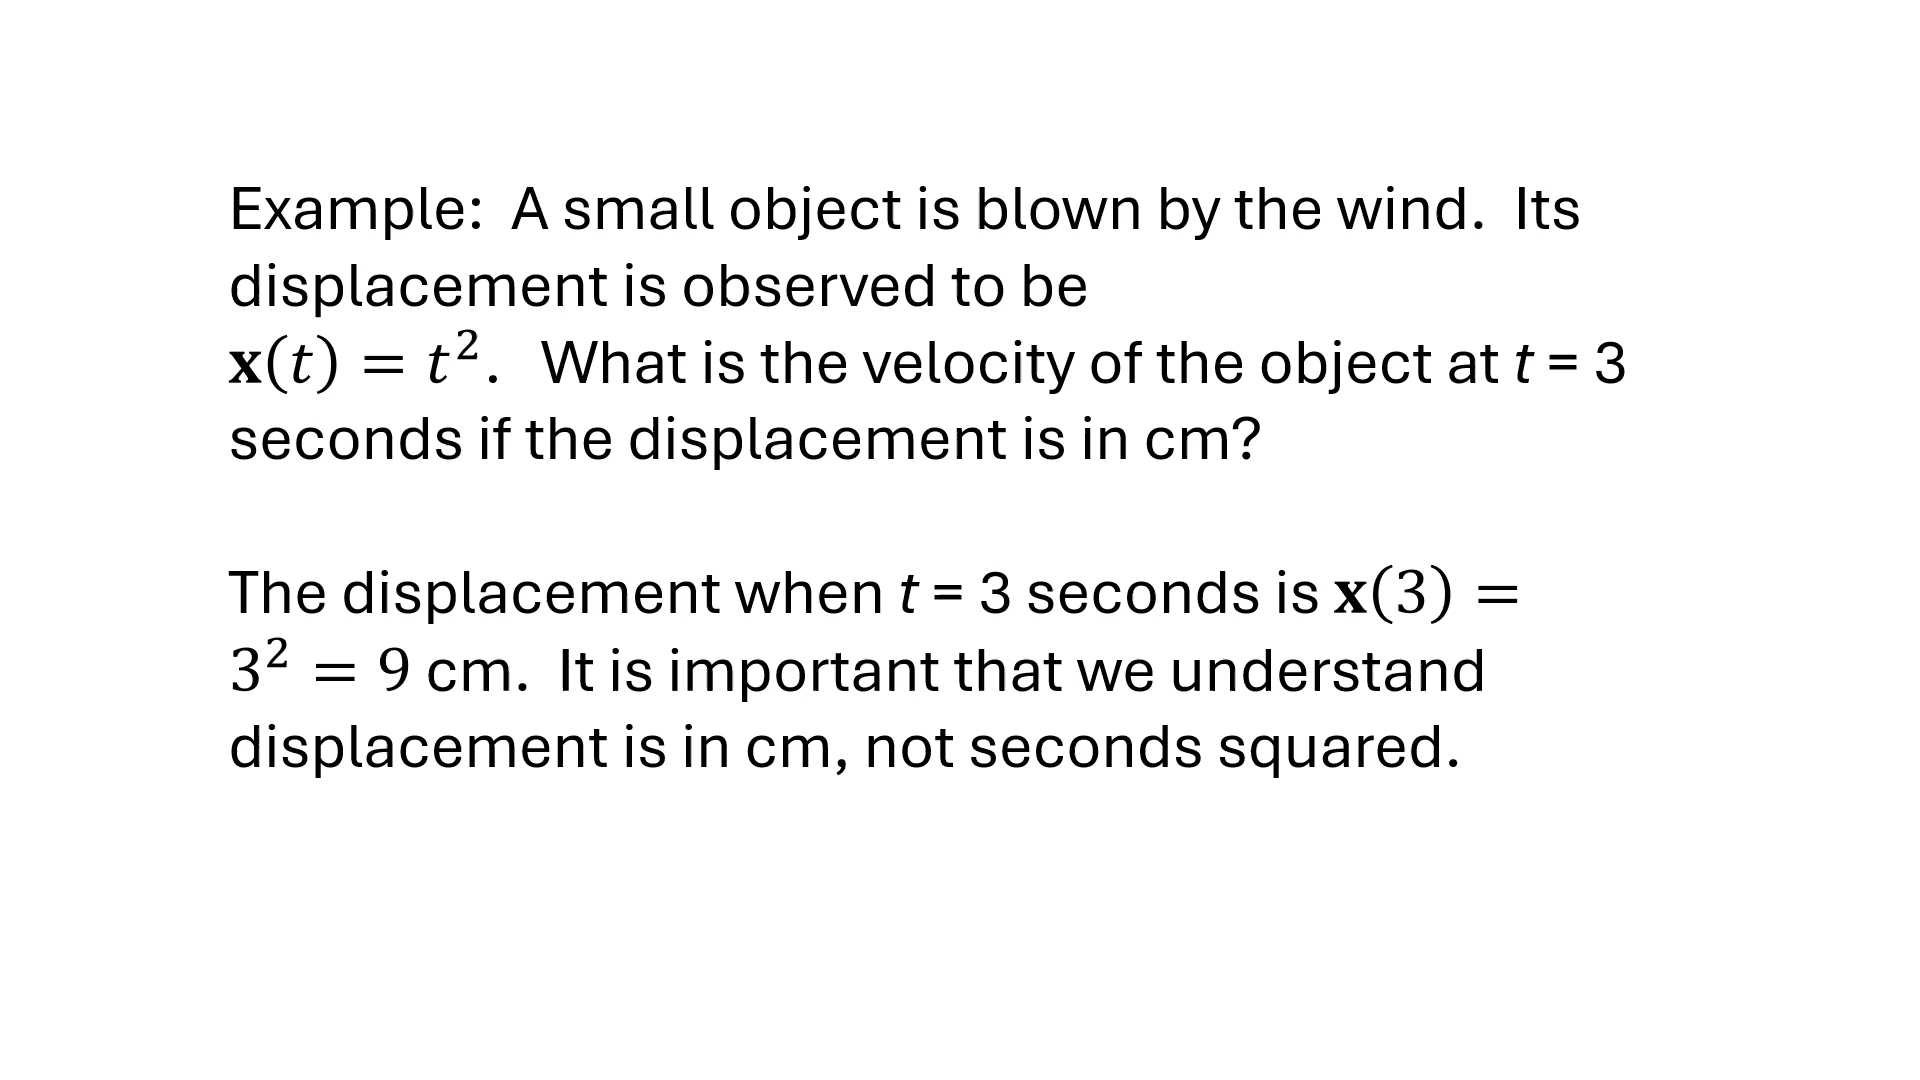 Example:  A small object is blown by the wind.  Its
displacement is observed to be
𝐱(𝑡) = 𝑡².   What is the velocity of the object at t = 3
seconds if the displacement is in cm?
The displacement when t = 3 seconds is 𝐱(3) =
3² = 9 cm.  It is important that we understand
displacement is in cm, not seconds squared.